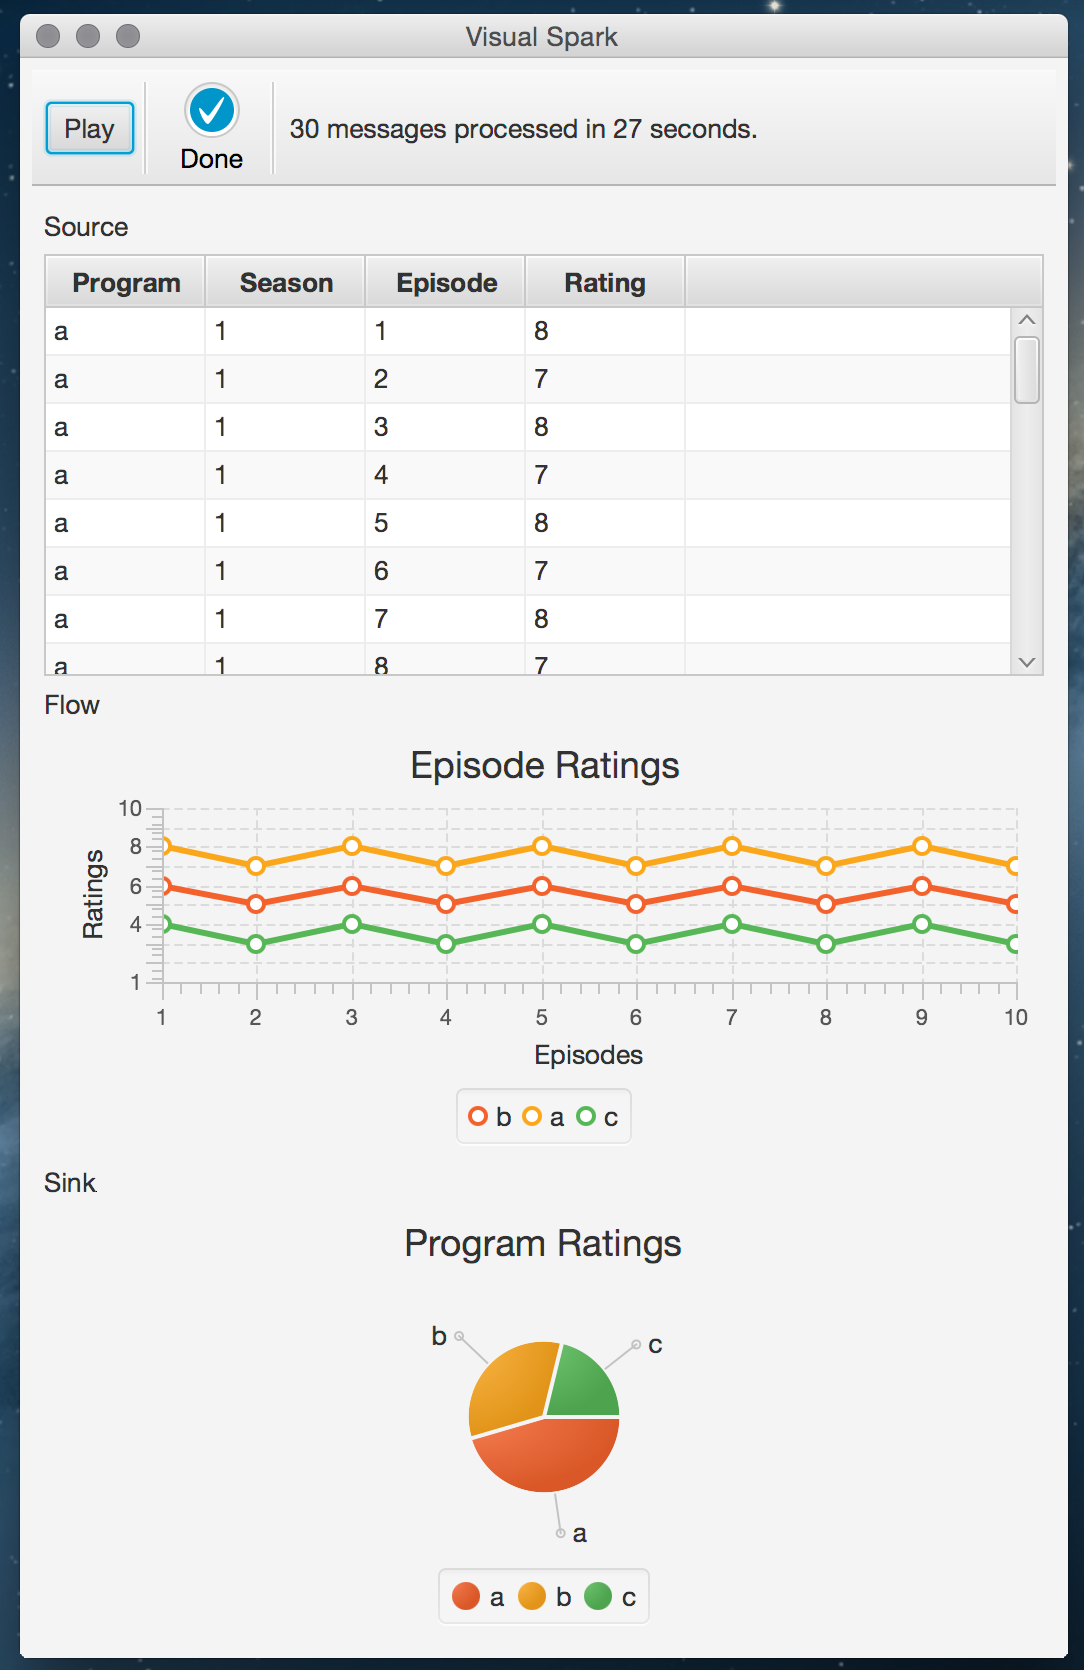 Visual Spark
Play
Done
30 messages processed in 27 seconds.
Source
Program Season Episode Rating
a 1 1 8
a 1 2 7
a 1 3 8
a 1 4 7
a 1 5 8
a 1 6 7
a 1 7 8
a 1 8 7
Flow
Episode Ratings
Ratings
10
8
6
4
1
1 2 3 4 5 6 7 8 9 10
Episodes
b a c
Sink
Program Ratings
b
c
a
a b c